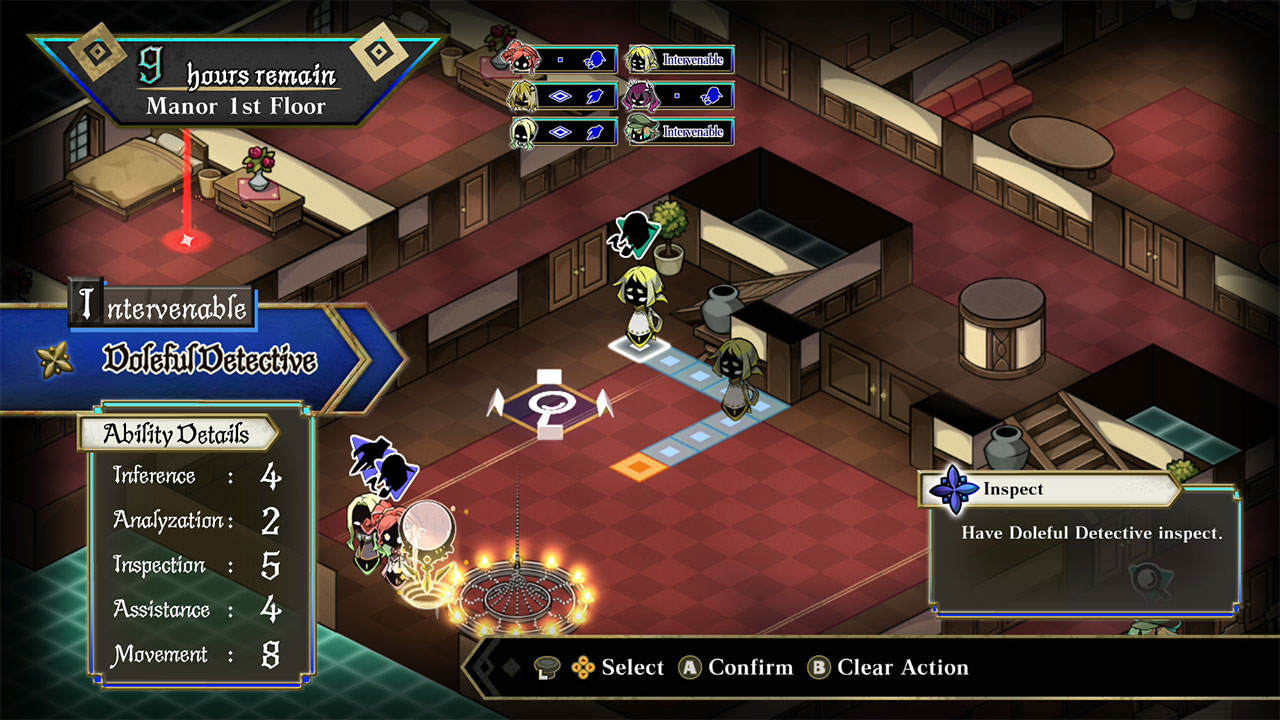 9 hours remain
Manor 1st Floor
Intervenable
Intervenable
Intervenable
Doleful Detective
Ability Details
Inference : 4
Analyzation : 2
Inspection : 5
Assistance : 4
Movement : 8
Inspect
Have Doleful Detective inspect.
L Select A Confirm B Clear Action